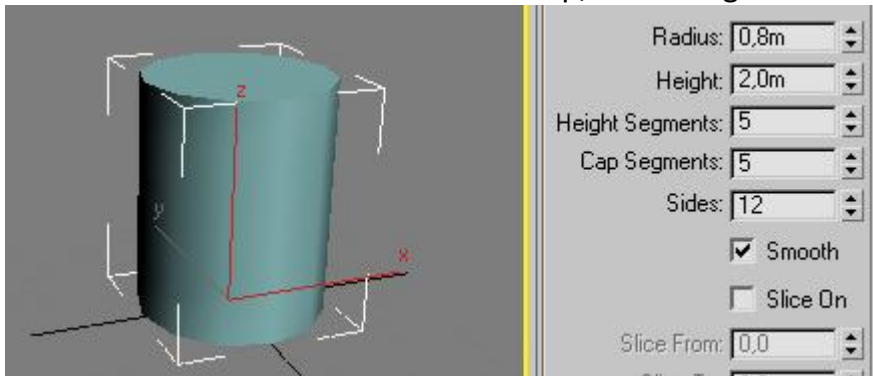 Radius: 0,8m
Height: 2,0m
Height Segments: 5
Cap Segments: 5
Sides: 12
Smooth
Slice On
Slice From: 0,0
z
y
x